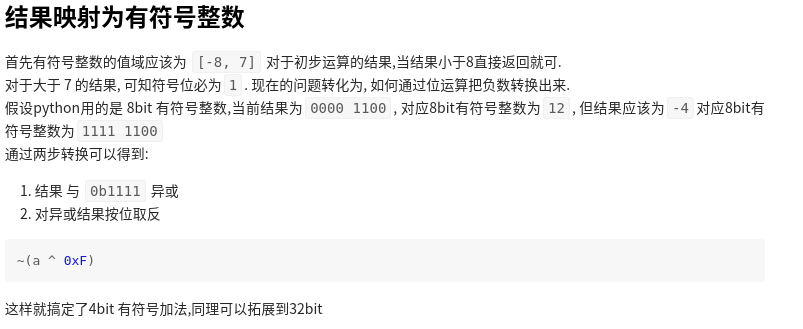 结果映射为有符号整数
首先有符号整数的值域应该为 [-8, 7] 对于初步运算的结果,当结果小于8直接返回就可.
对于大于 7 的结果, 可知符号位必为 1 . 现在的问题转化为, 如何通过位运算把负数转换出来.
假设python用的是 8bit 有符号整数,当前结果为 0000 1100 , 对应8bit有符号整数为 12 , 但结果应该为 -4 对应8bit有
符号整数为 1111 1100
通过两步转换可以得到:
1. 结果 与 0b1111 异或
2. 对异或结果按位取反
~(a ^ 0xF)
这样就搞定了4bit 有符号加法,同理可以拓展到32bit